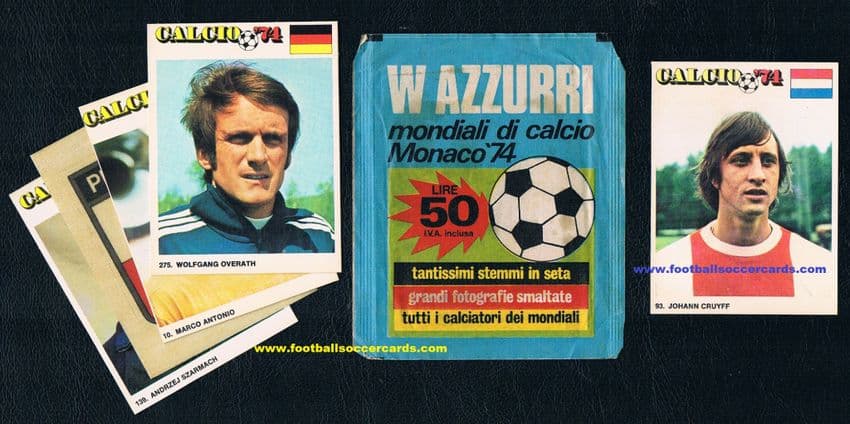 CALCIO '74
275. WOLFGANG OVERATH
CALCIO
10. MARCO ANTONIO
P
CALC
139. ANDRZEJ SZARMACH
W AZZURRI
mondiali di calcio
Monaco '74
LIRE
50
I.V.A. inclusa
tantissimi stemmi in seta
grandi fotografie smaltate
tutti i calciatori dei mondiali
www.footballsoccercards.com
CALCIO '74
www.footballsoccercards.com
93. JOHANN CRUYFF